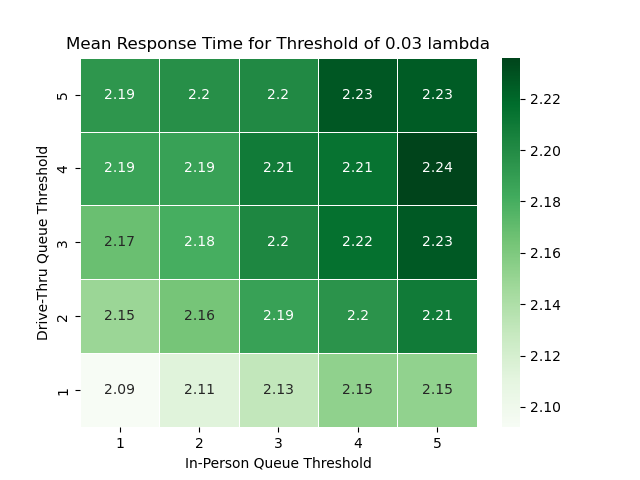 Mean Response Time for Threshold of 0.03 lambda
Drive-Thru Queue Threshold
5 2.19 2.2 2.2 2.23 2.23
4 2.19 2.19 2.21 2.21 2.24
3 2.17 2.18 2.2 2.22 2.23
2 2.15 2.16 2.19 2.2 2.21
1 2.09 2.11 2.13 2.15 2.15
1 2 3 4 5
In-Person Queue Threshold
2.22
2.20
2.18
2.16
2.14
2.12
2.10